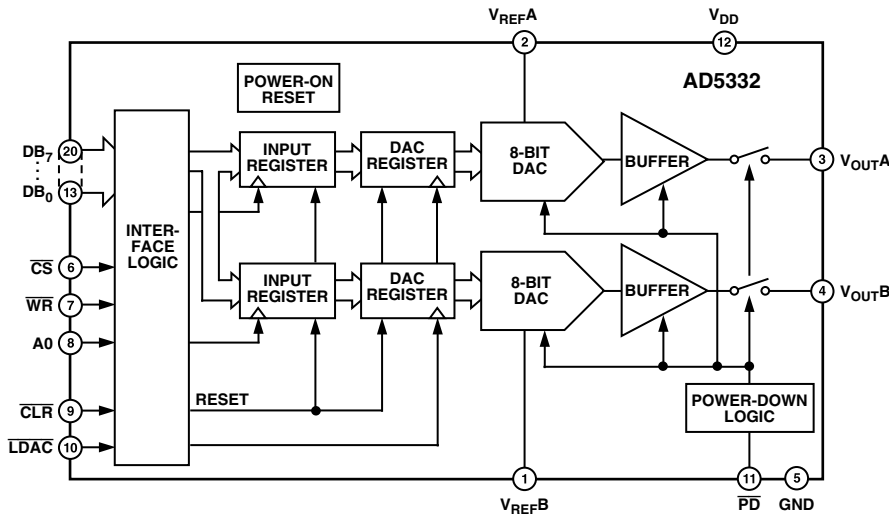 VREFA
VDD
2
12
POWER-ON
RESET
AD5332
DB7
20
DB0
13
INPUT
REGISTER
DAC
REGISTER
8-BIT
DAC
BUFFER
3
VOUTA
INTER-
FACE
LOGIC
CS
6
WR
7
A0
8
INPUT
REGISTER
DAC
REGISTER
8-BIT
DAC
BUFFER
4
VOUTB
CLR
9
RESET
POWER-DOWN
LOGIC
LDAC
10
1
11
5
VREFB
PD
GND